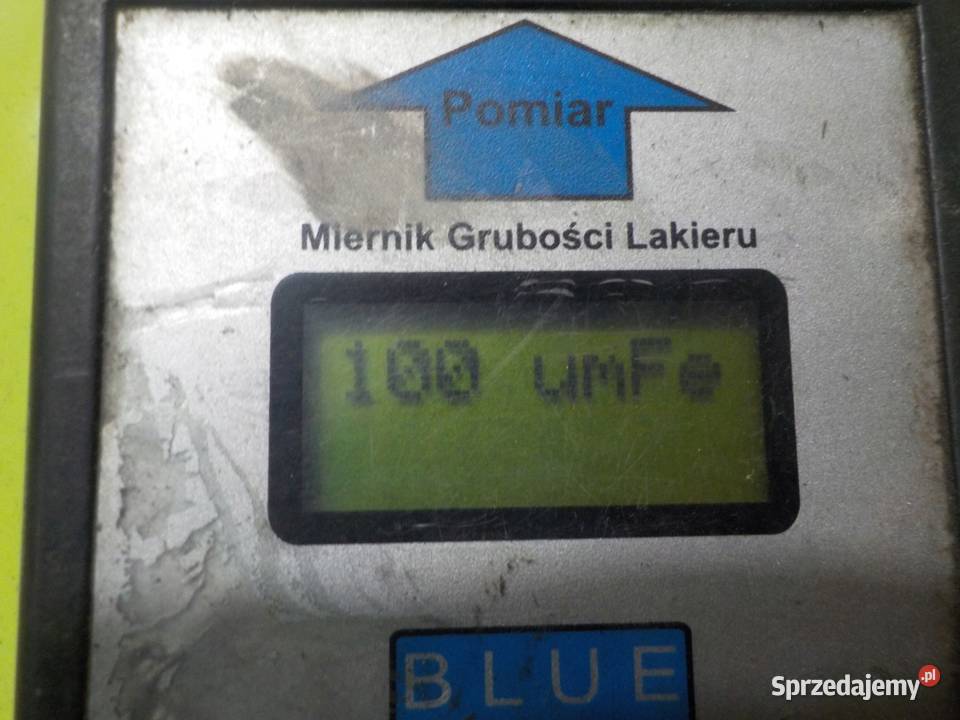 Pomiar
Miernik Grubości Lakieru
100 umFe
BLUE
Sprzedajemy.pl